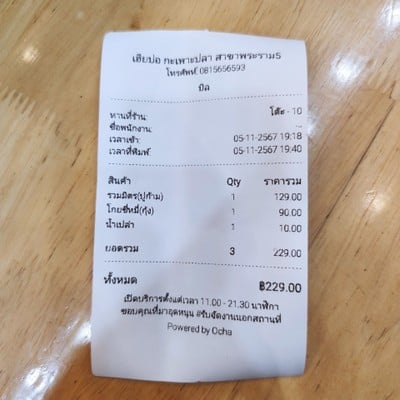 เฮียบ่อ กะเพาะปลา สาขาพระราม5
โทรศัพท์: 0815656593
บิล
ทานที่ร้าน: โต๊ะ - 10
ชื่อพนักงาน: ...
เวลาเข้า: 05-11-2567 19:18
เวลาที่พิมพ์: 05-11-2567 19:40
สินค้า Qty ราคารวม
รวมมิตร(ปูก้าม) 1 129.00
โกยซีหมี่(กุ้ง) 1 90.00
น้ำเปล่า 1 10.00
ยอดรวม 3 229.00
ทั้งหมด ฿229.00
เปิดบริการตั้งแต่เวลา 11.00 - 21.30 นาฬิกา
ขอบคุณที่มาอุดหนุน #รับจัดงานนอกสถานที่
Powered by Ocha